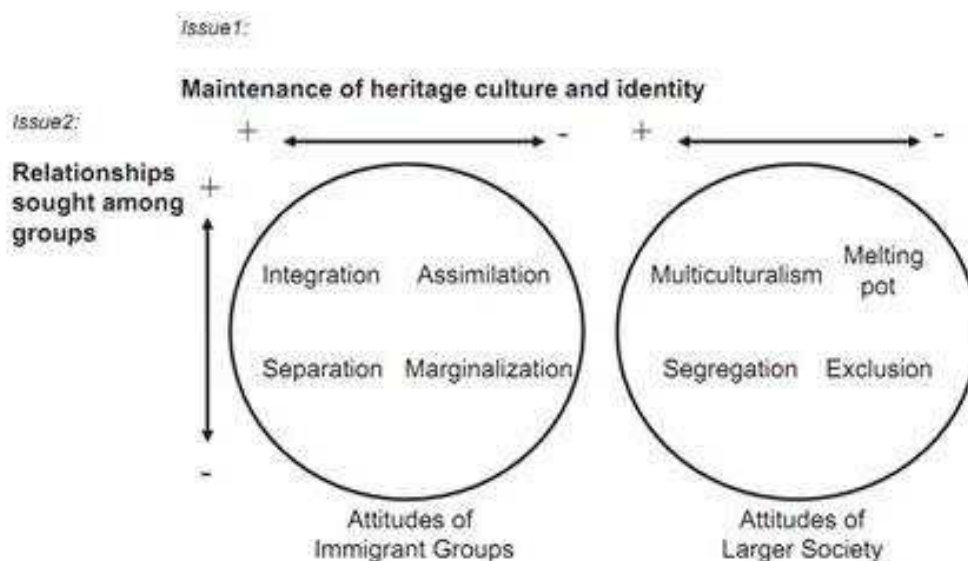 Issue1:
Maintenance of heritage culture and identity
Issue2:
+ - + -
Relationships
sought among
groups
+
Integration Assimilation
Separation Marginalization
-
Multiculturalism Melting
pot
Segregation Exclusion
Attitudes of
Immigrant Groups
Attitudes of
Larger Society